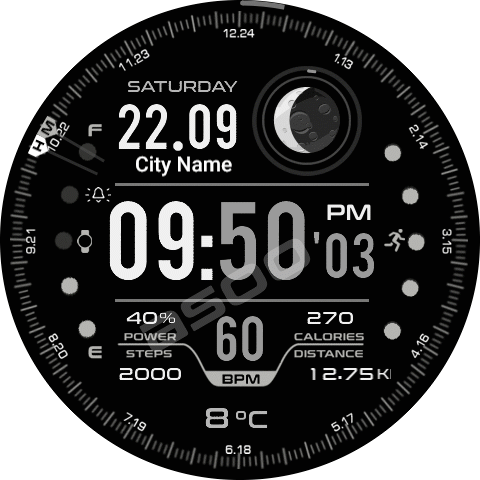 12.24
11.23
1.13
SATURDAY
22.09
City Name
H M
10.22
F
2.14
09:50'03
PM
9.21
3.15
40%
POWER
60
BPM
270
CALORIES
STEPS
2000
DISTANCE
12.75K
E
8.20
4.16
8°C
7.19
5.17
6.18